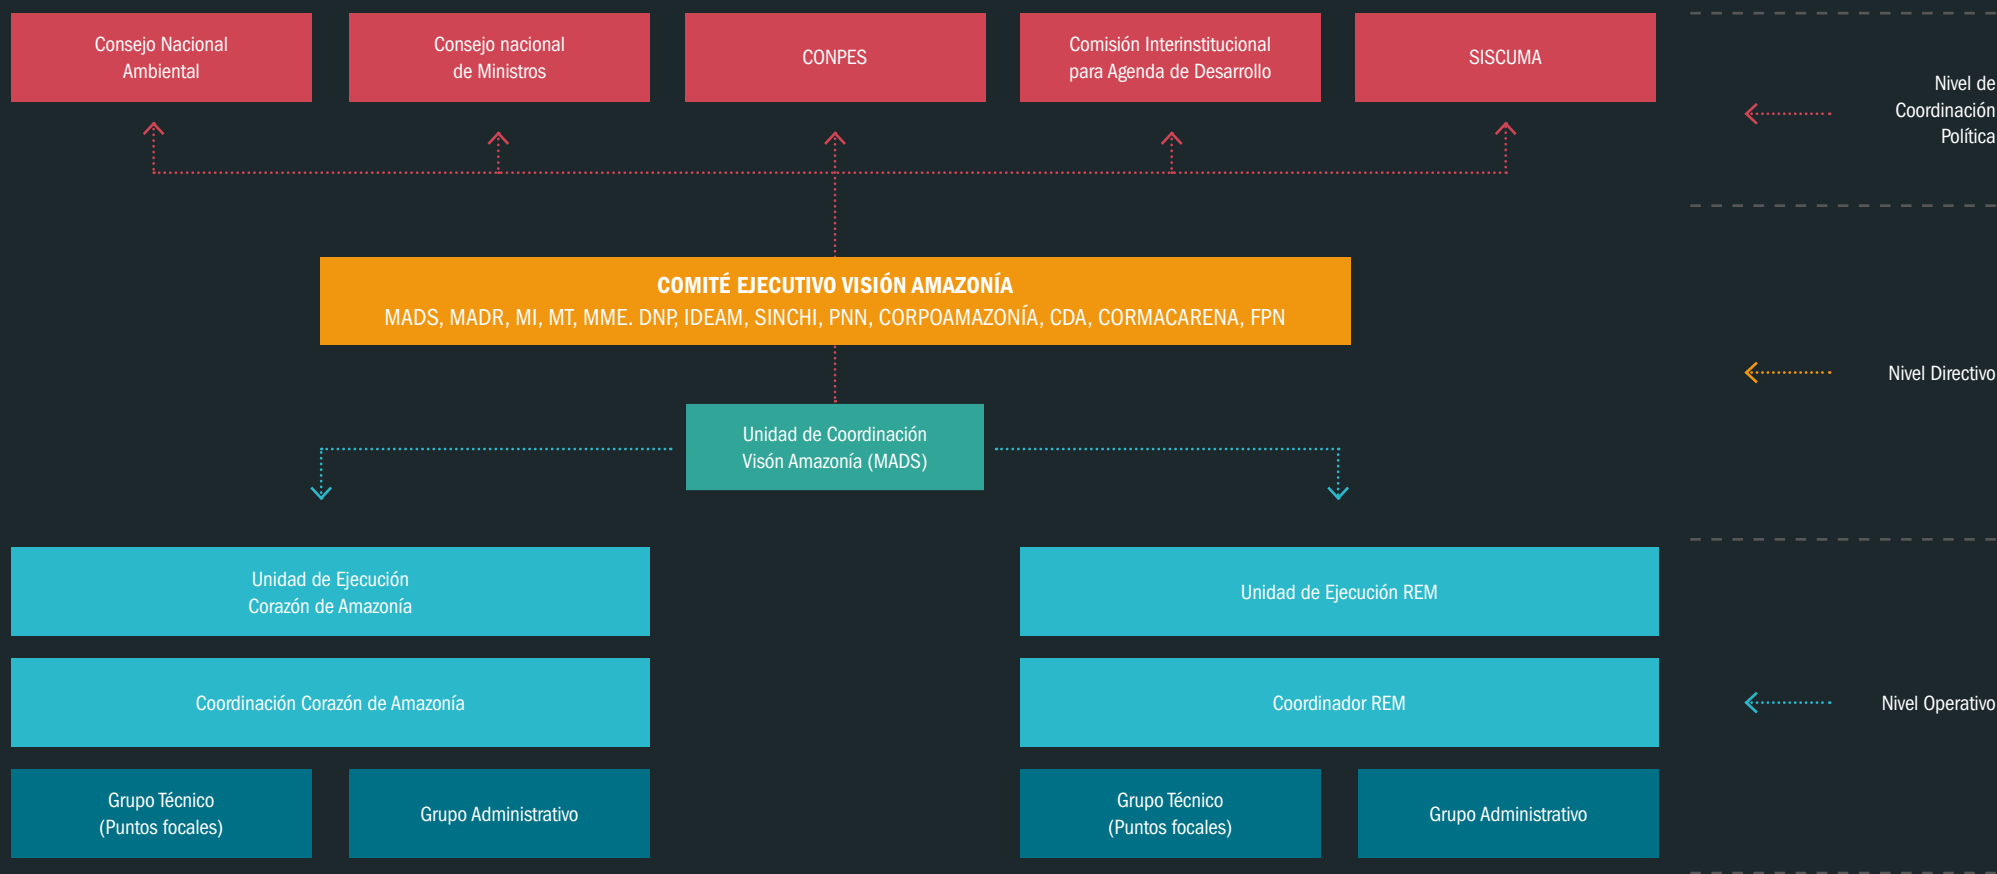 Consejo Nacional
Ambiental
Consejo nacional
de Ministros
CONPES
Comisión Interinstitucional
para Agenda de Desarrollo
SISCUMA
Nivel de
Coordinación
Política
COMITÉ EJECUTIVO VISIÓN AMAZONÍA
MADS, MADR, MI, MT, MME. DNP, IDEAM, SINCHI, PNN, CORPOAMAZONÍA, CDA, CORMACARENA, FPN
Nivel Directivo
Unidad de Coordinación
Visón Amazonía (MADS)
Unidad de Ejecución
Corazón de Amazonía
Unidad de Ejecución REM
Coordinación Corazón de Amazonía
Coordinador REM
Nivel Operativo
Grupo Técnico
(Puntos focales)
Grupo Administrativo
Grupo Técnico
(Puntos focales)
Grupo Administrativo